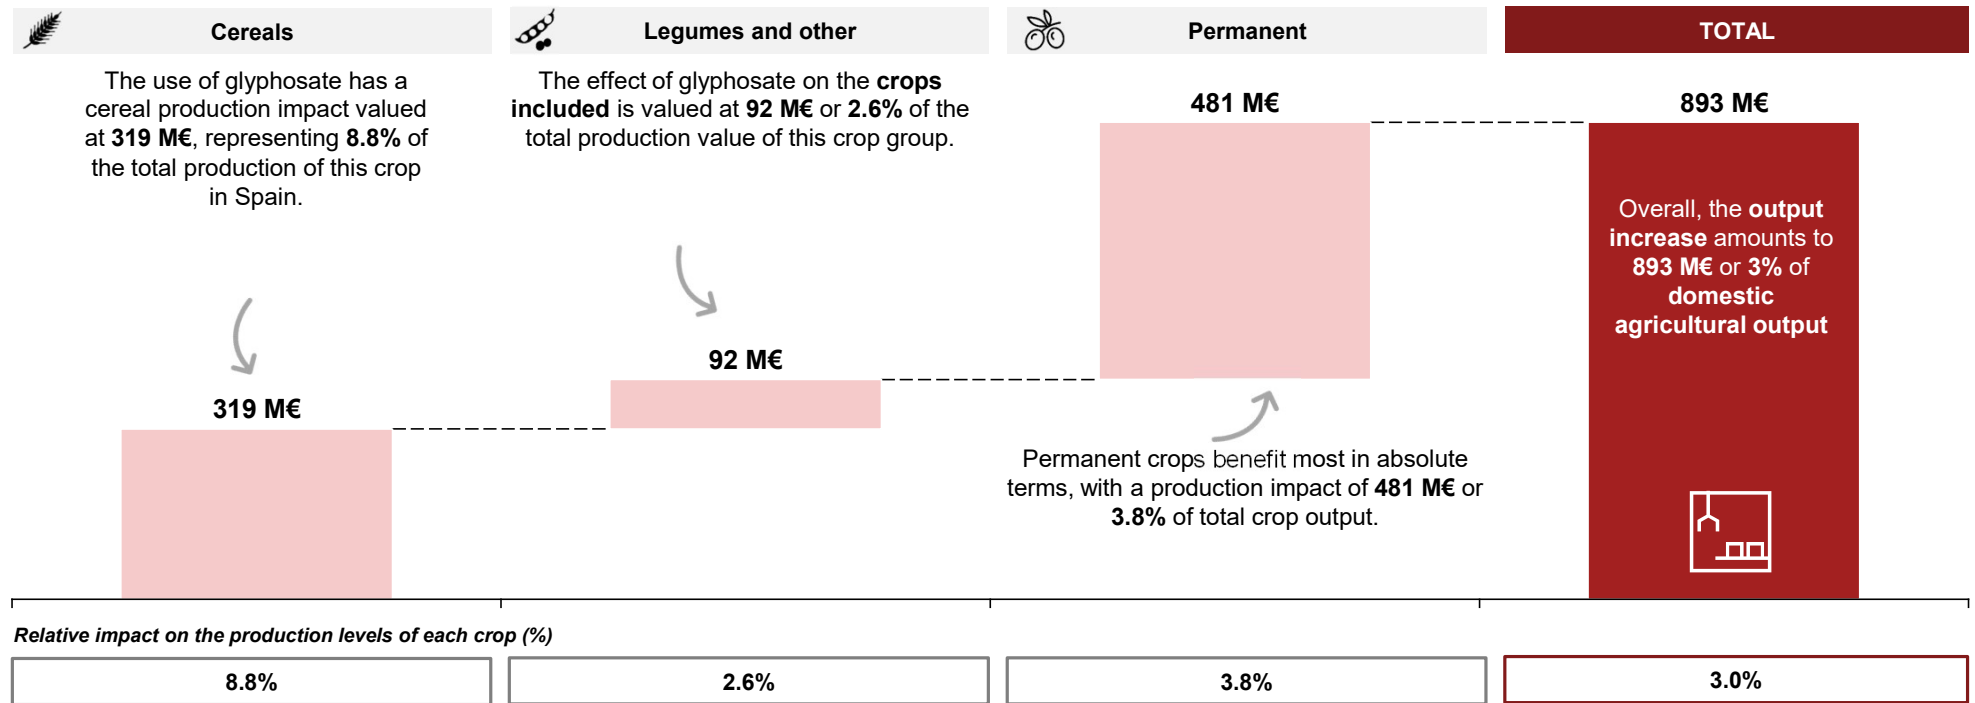 Cereals
Legumes and other
Permanent
TOTAL
The use of glyphosate has a
cereal production impact valued
at 319 M€, representing 8.8% of
the total production of this crop
in Spain.
The effect of glyphosate on the crops
included is valued at 92 M€ or 2.6% of the
total production value of this crop group.
481 M€
893 M€
Overall, the output
increase amounts to
893 M€ or 3% of
domestic
agricultural output
92 M€
319 M€
Permanent crops benefit most in absolute
terms, with a production impact of 481 M€ or
3.8% of total crop output.
Relative impact on the production levels of each crop (%)
8.8%
2.6%
3.8%
3.0%